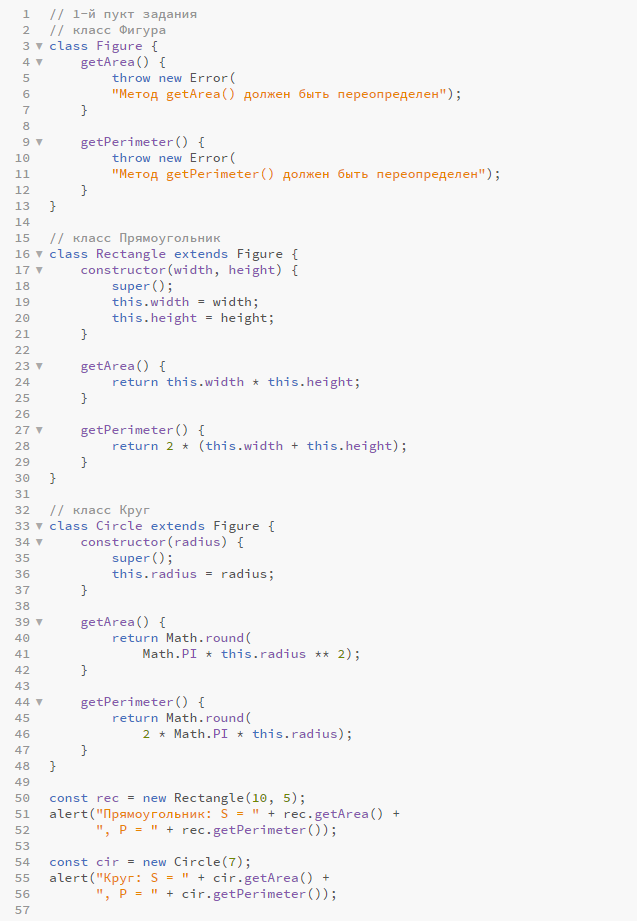 1 // 1-й пункт задания
2 // класс Фигура
3 ▼ class Figure {
4 ▼     getArea() {
5         throw new Error(
6         "Метод getArea() должен быть переопределен");
7     }
8
9 ▼     getPerimeter() {
10         throw new Error(
11         "Метод getPerimeter() должен быть переопределен");
12     }
13 }
14
15 // класс Прямоугольник
16 ▼ class Rectangle extends Figure {
17 ▼     constructor(width, height) {
18         super();
19         this.width = width;
20         this.height = height;
21     }
22
23 ▼     getArea() {
24         return this.width * this.height;
25     }
26
27 ▼     getPerimeter() {
28         return 2 * (this.width + this.height);
29     }
30 }
31
32 // класс Круг
33 ▼ class Circle extends Figure {
34 ▼     constructor(radius) {
35         super();
36         this.radius = radius;
37     }
38
39 ▼     getArea() {
40         return Math.round(
41             Math.PI * this.radius ** 2);
42     }
43
44 ▼     getPerimeter() {
45         return Math.round(
46             2 * Math.PI * this.radius);
47     }
48 }
49
50 const rec = new Rectangle(10, 5);
51 alert("Прямоугольник: S = " + rec.getArea() +
52       ", P = " + rec.getPerimeter());
53
54 const cir = new Circle(7);
55 alert("Круг: S = " + cir.getArea() +
56       ", P = " + cir.getPerimeter());
57